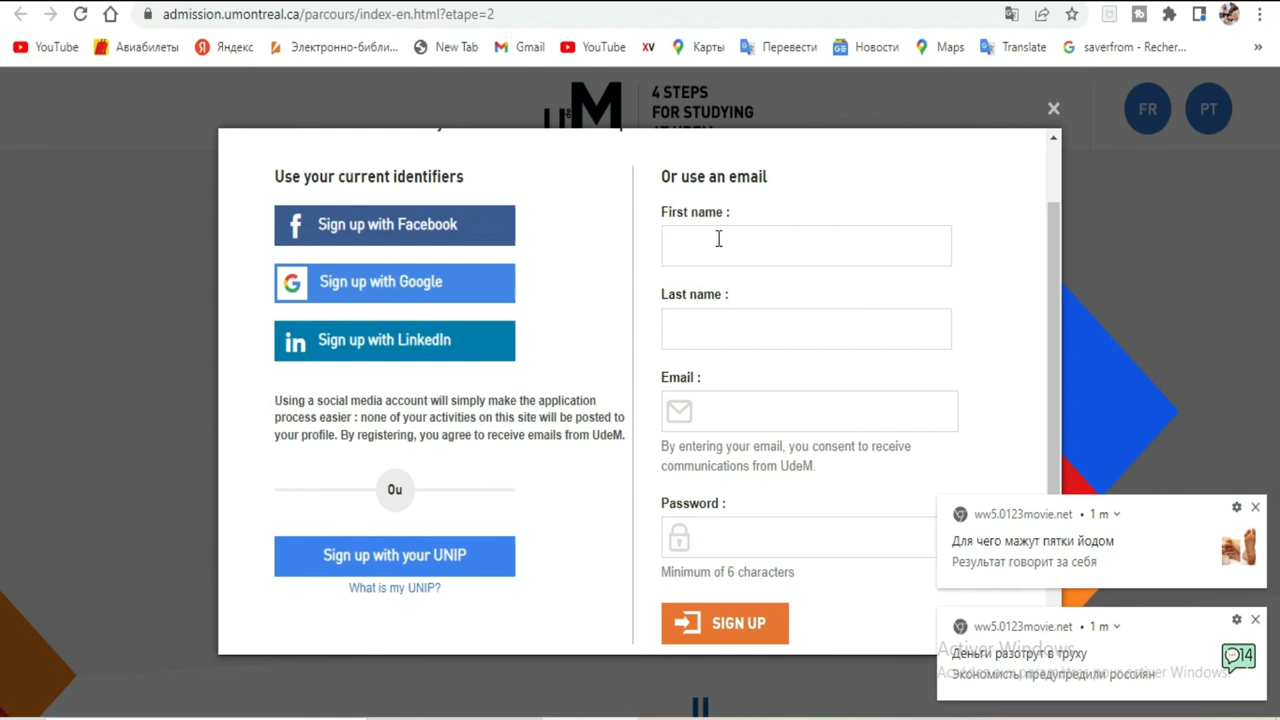 admission.umontreal.ca/parcours/index-en.html?etape=2
YouTube
Авиабилеты
Яндекс
Электронно-библи...
New Tab
Gmail
YouTube
XV
Карты
Перевести
Новости
Maps
Translate
saverfrom - Recher...
»
UdeM
4 STEPS
FOR STUDYING
FR
PT
Use your current identifiers
Sign up with Facebook
Sign up with Google
Sign up with LinkedIn
Using a social media account will simply make the application
process easier : none of your activities on this site will be posted to
your profile. By registering, you agree to receive emails from UdeM.
Ou
Sign up with your UNIP
What is my UNIP?
Or use an email
First name :
Last name :
Email :
By entering your email, you consent to receive
communications from UdeM.
Password :
Minimum of 6 characters
SIGN UP
ww5.0123movie.net • 1 m
Для чего мажут пятки йодом
Результат говорит за себя
ww5.0123movie.net • 1 m
Activer Windows
Деньги разотрут в труху
Экономисты предупредили россиян
14